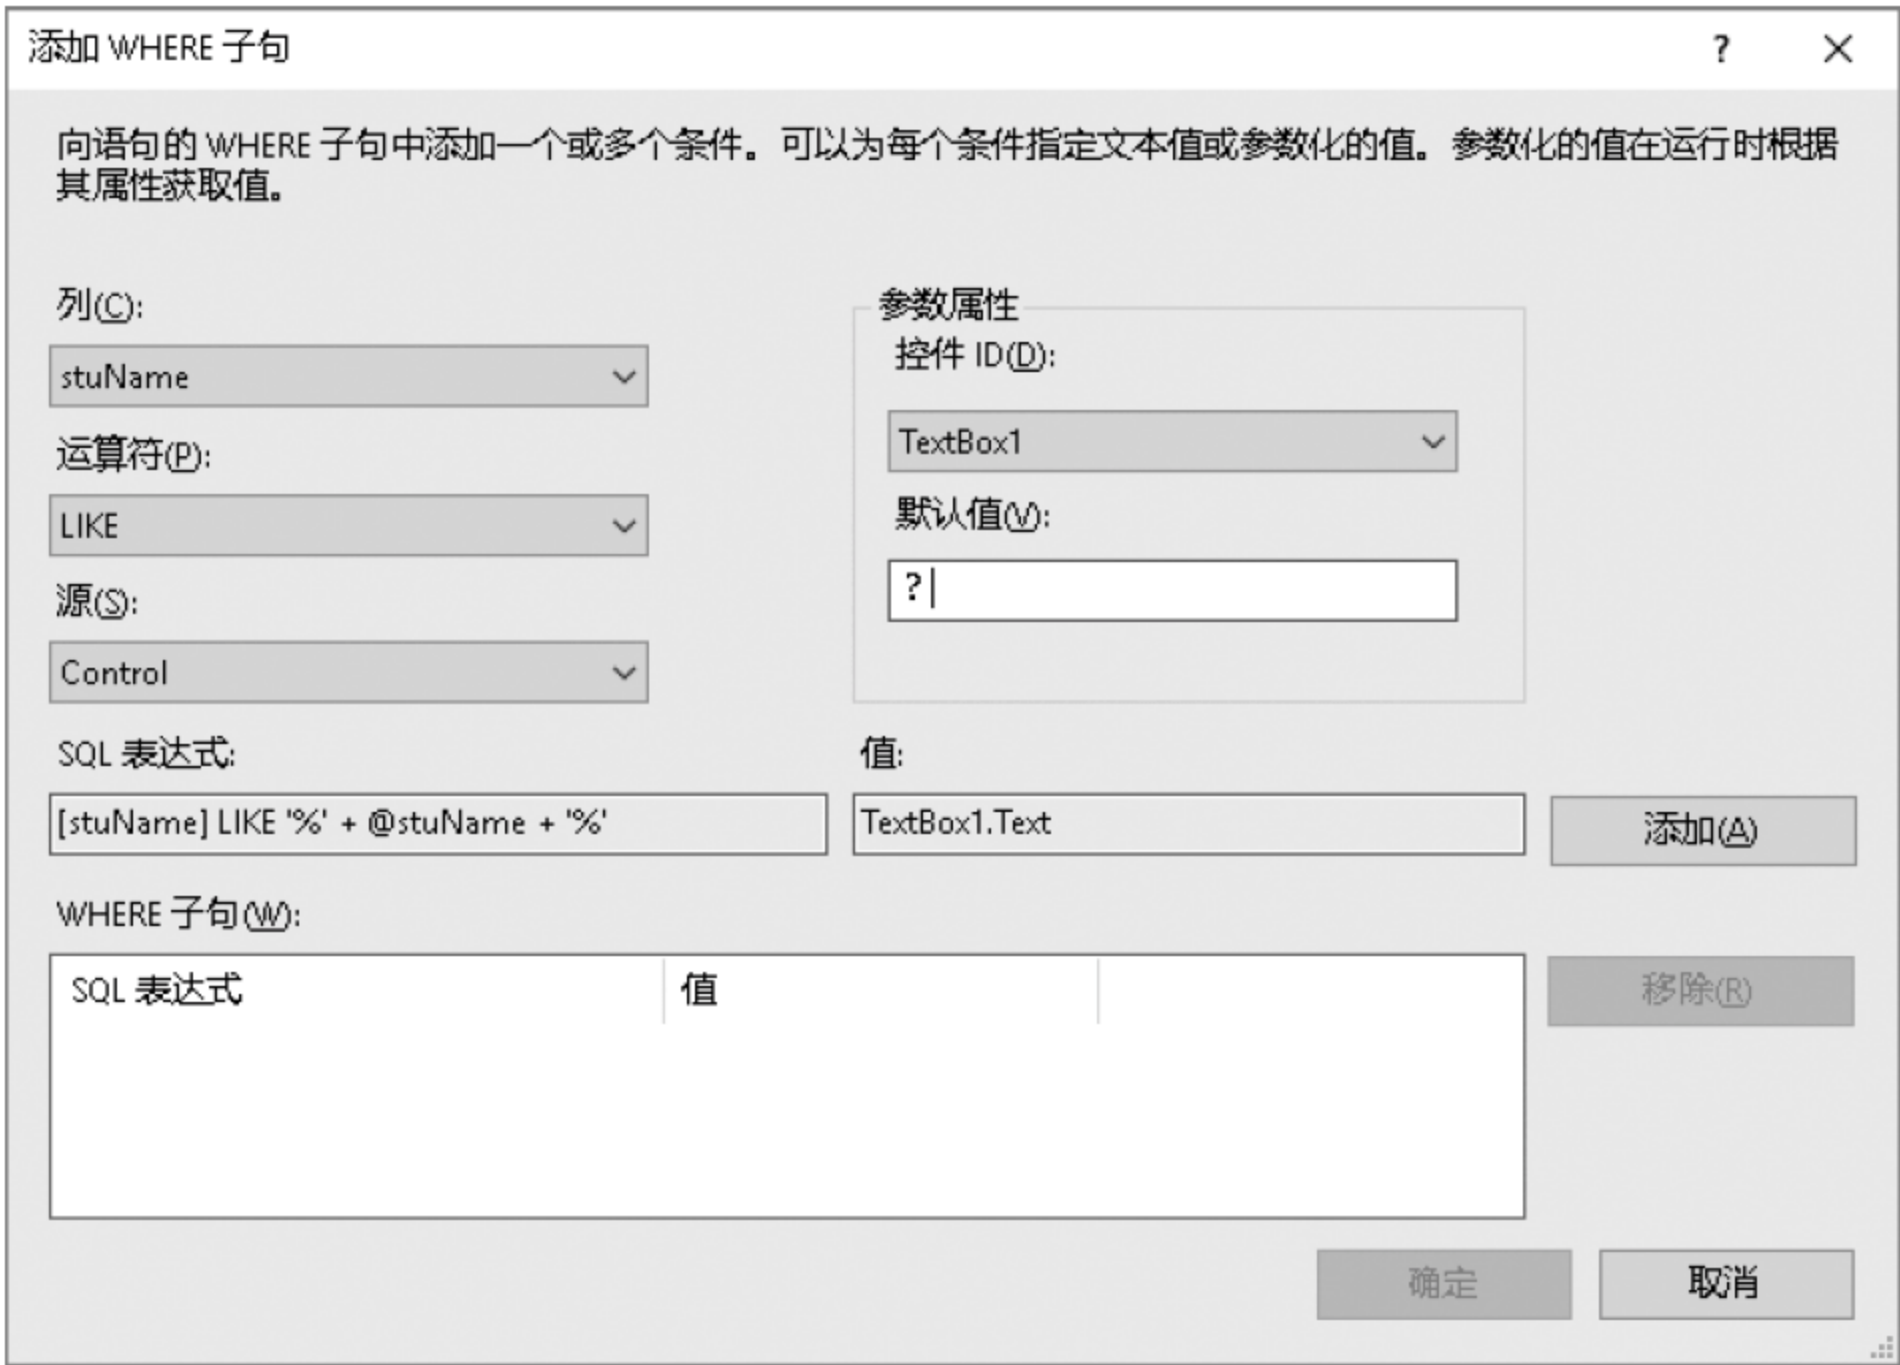 添加 WHERE 子句
?
向语句的 WHERE 子句中添加一个或多个条件。可以为每个条件指定文本值或参数化的值。参数化的值在运行时根据
其属性获取值。
列(C):
stuName
运算符(P):
LIKE
源(S):
Control
参数属性
控件 ID(D):
TextBox1
默认值(V):
?
SQL 表达式:
[stuName] LIKE '%' + @stuName + '%'
值:
TextBox1.Text
添加(A)
WHERE 子句(W):
SQL 表达式 值
移除(R)
确定 取消